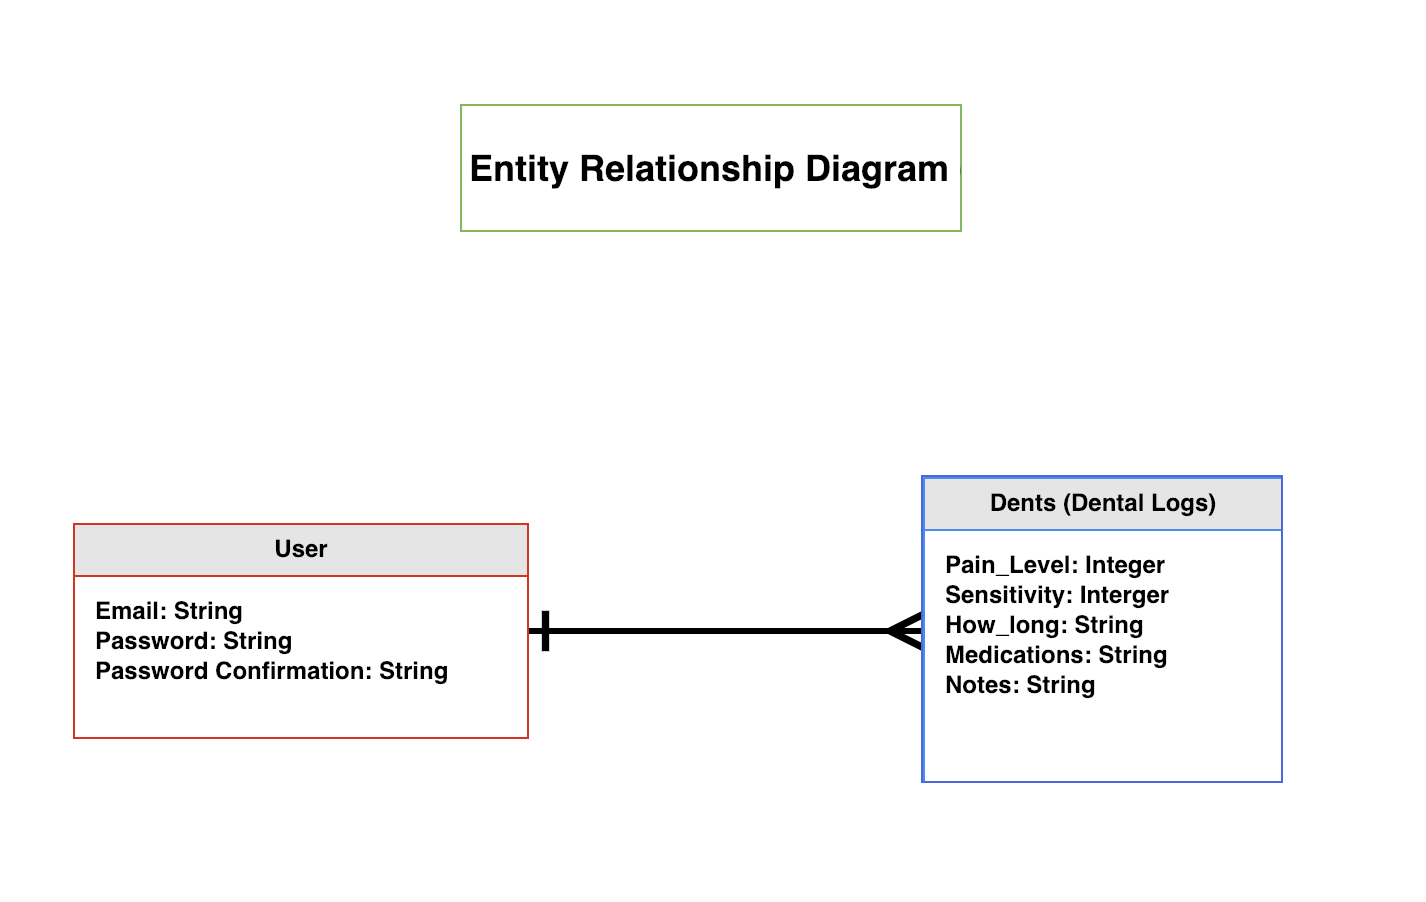 Entity Relationship Diagram
User
Email: String
Password: String
Password Confirmation: String
Dents (Dental Logs)
Pain_Level: Integer
Sensitivity: Interger
How_long: String
Medications: String
Notes: String